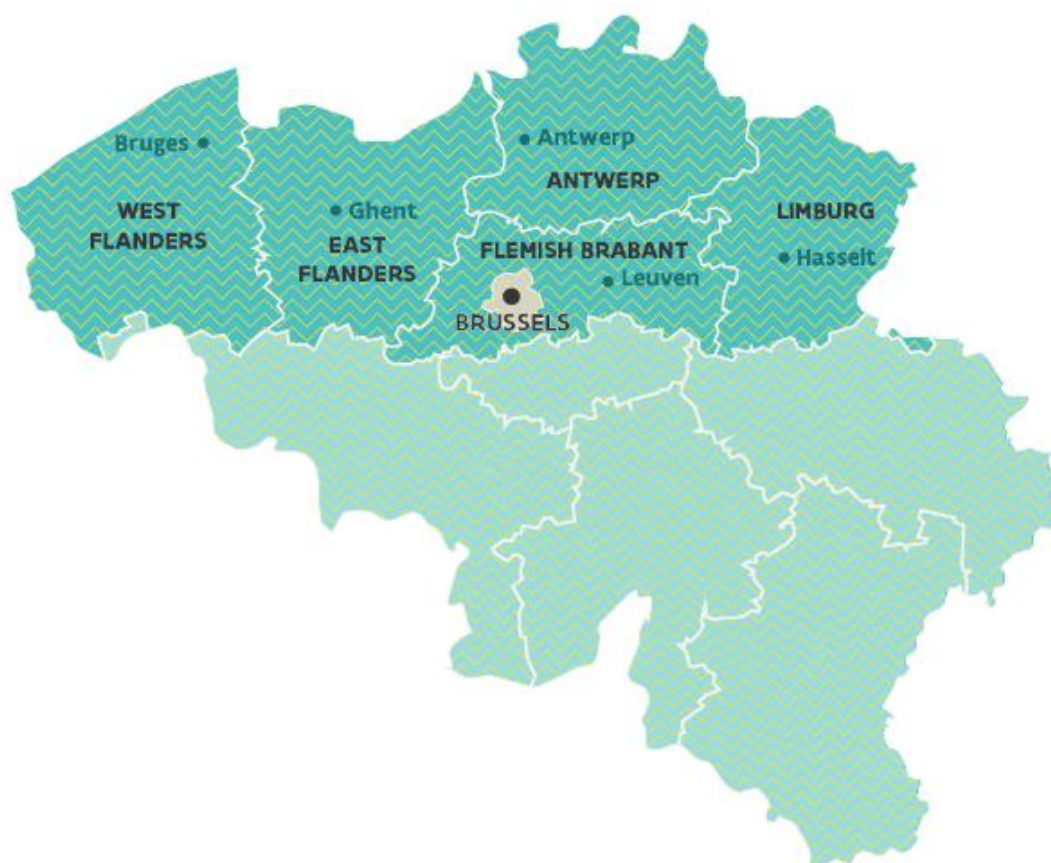 Bruges
WEST
FLANDERS
Ghent
EAST
FLANDERS
Antwerp
ANTWERP
FLEMISH BRABANT
Leuven
BRUSSELS
LIMBURG
Hasselt